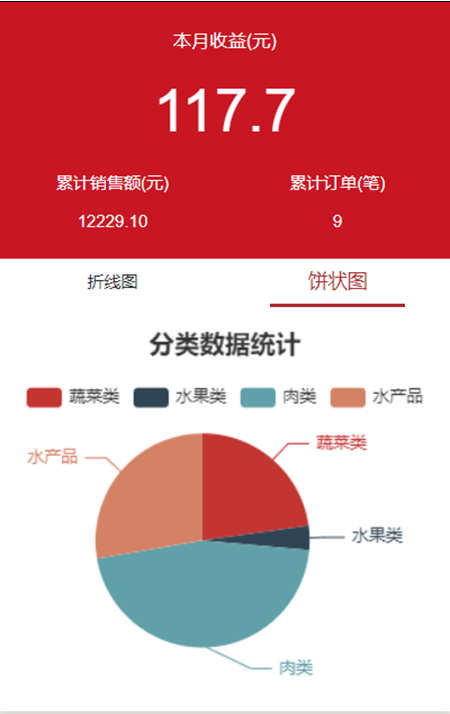 本月收益(元)
117.7
累计销售额(元) 累计订单(笔)
12229.10 9
折线图 饼状图
分类数据统计
蔬菜类 水果类 肉类 水产品
水产品 蔬菜类
水果类
肉类